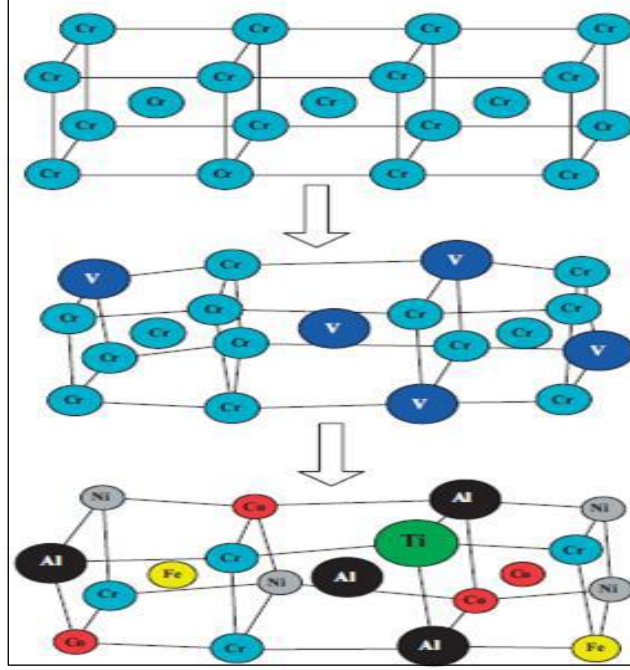 Cr Cr Cr Cr
Cr Cr Cr Cr
Cr Cr Cr
Cr Cr Cr Cr
Cr Cr Cr Cr
V Cr V Cr
Cr Cr Cr Cr
Cr V Cr
Cr Cr Cr V
Cr Cr V Cr
Ni Co Al Ni
Al Cr Ti Cr
Fe Al Co
Cr Ni Co Ni
Co Cr Al Fe